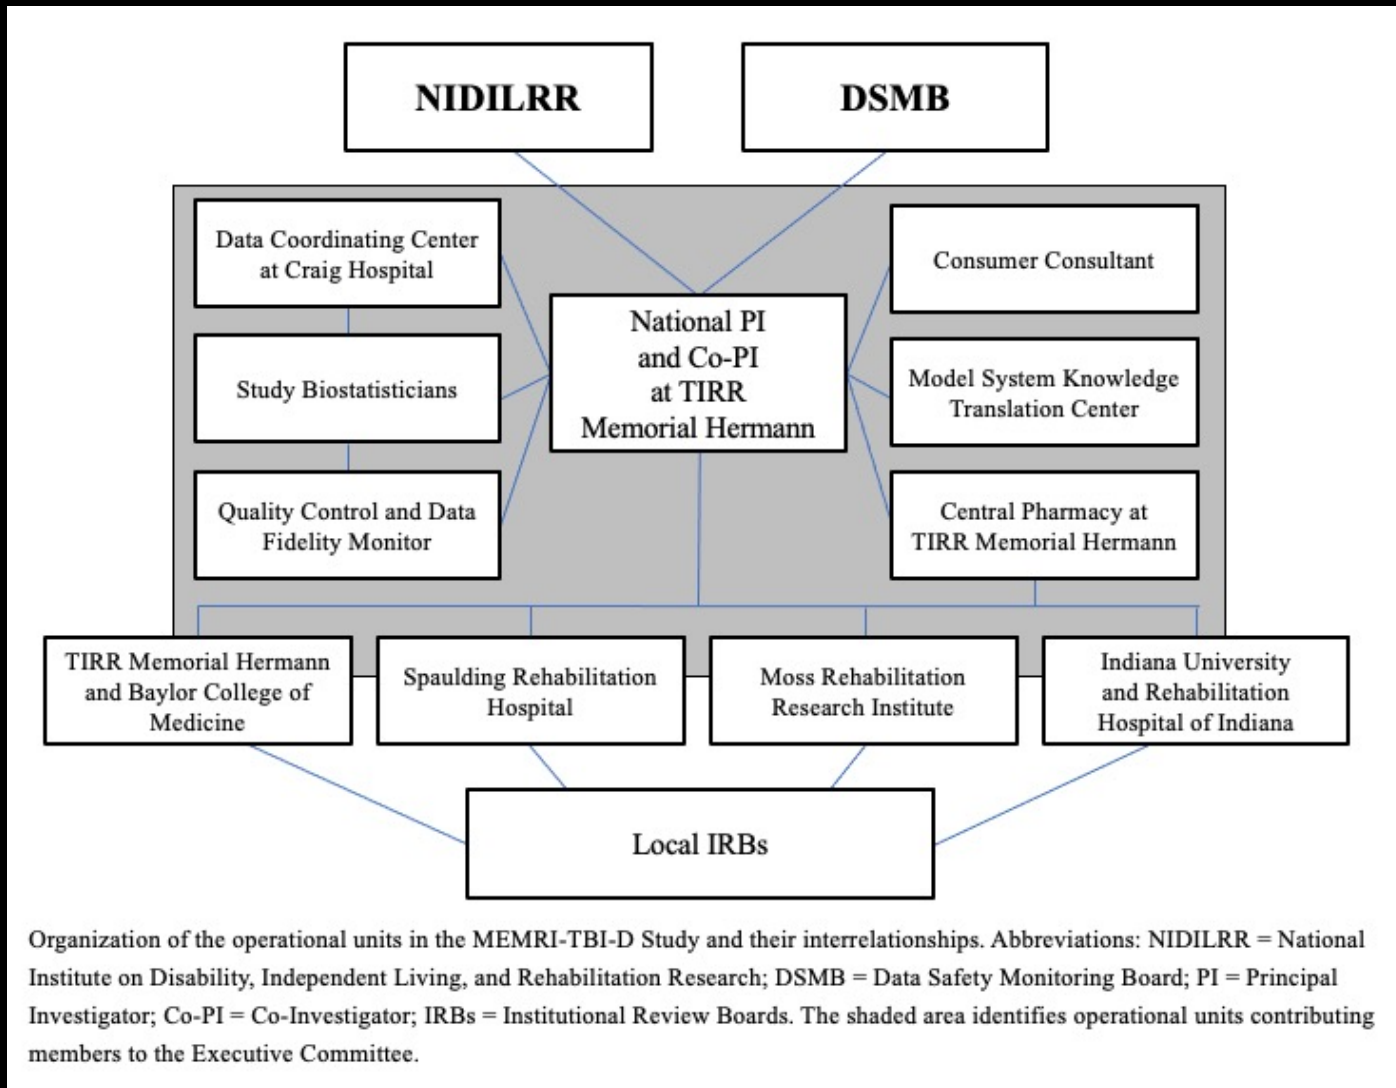 NIDILRR
DSMB
Data Coordinating Center
at Craig Hospital
Study Biostatisticians
Quality Control and Data
Fidelity Monitor
National PI
and Co-PI
at TIRR
Memorial Hermann
Consumer Consultant
Model System Knowledge
Translation Center
Central Pharmacy at
TIRR Memorial Hermann
TIRR Memorial Hermann
and Baylor College of
Medicine
Spaulding Rehabilitation
Hospital
Moss Rehabilitation
Research Institute
Indiana University
and Rehabilitation
Hospital of Indiana
Local IRBs
Organization of the operational units in the MEMRI-TBI-D Study and their interrelationships. Abbreviations: NIDILRR = National
Institute on Disability, Independent Living, and Rehabilitation Research; DSMB = Data Safety Monitoring Board; PI = Principal
Investigator; Co-PI = Co-Investigator; IRBs = Institutional Review Boards. The shaded area identifies operational units contributing
members to the Executive Committee.